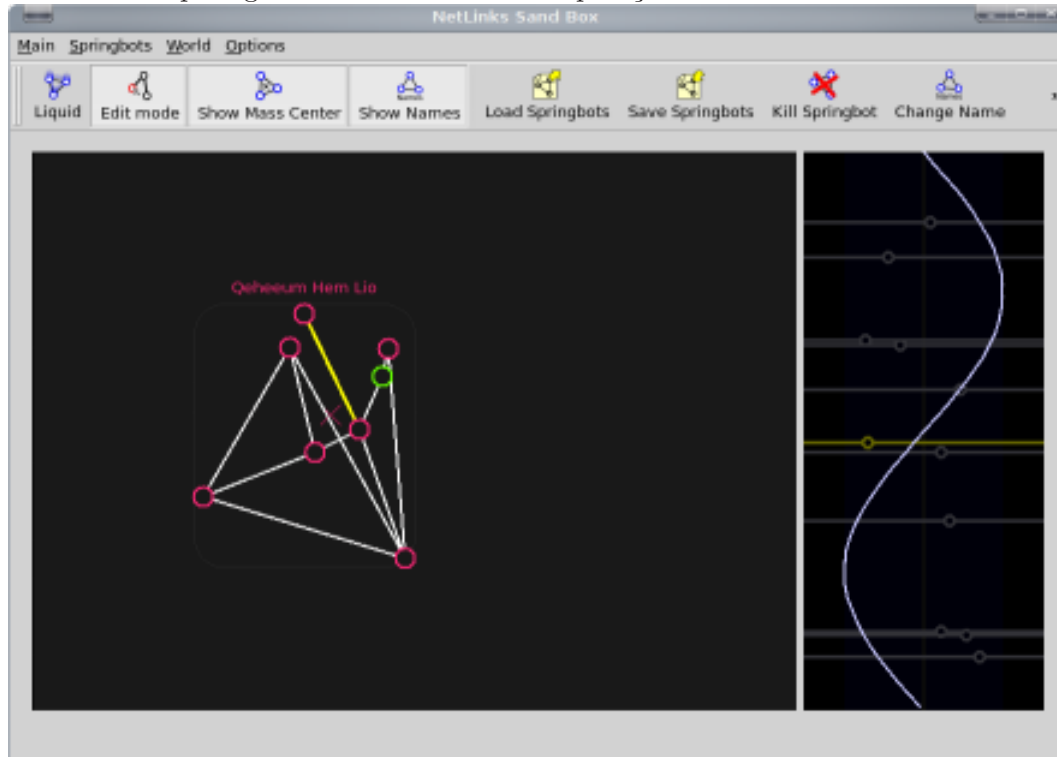 NetLinks Sand Box
Main Springbots World Options
Liquid Edit mode Show Mass Center Show Names Load Springbots Save Springbots Kill Springbot Change Name
Qeheeum Hem Lio